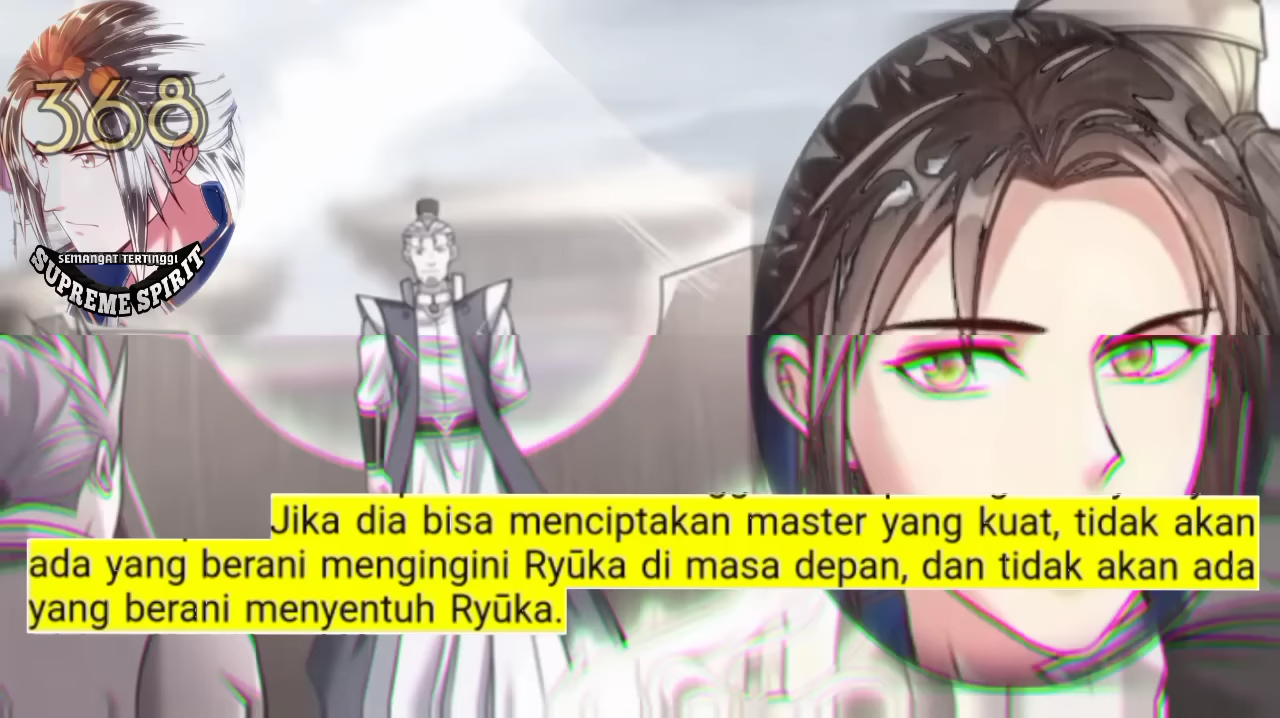 368
SEMANGAT TERTINGGI
SUPREME SPIRIT
Jika dia bisa menciptakan master yang kuat, tidak akan
ada yang berani mengingini Ryūka di masa depan, dan tidak akan ada
yang berani menyentuh Ryūka.